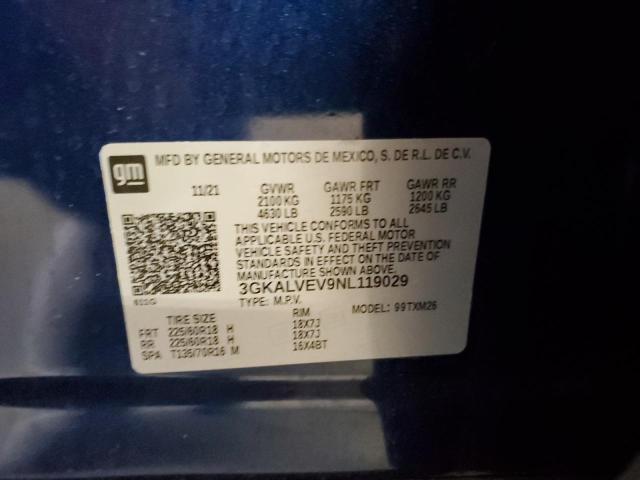 gm
MFD BY GENERAL MOTORS DE MEXICO, S. DE R.L. DE C.V.
11/21 GVWR GAWR FRT GAWR RR
2100 KG 1175 KG 1200 KG
4630 LB 2590 LB 2645 LB
THIS VEHICLE CONFORMS TO ALL
APPLICABLE U.S. FEDERAL MOTOR
VEHICLE SAFETY AND THEFT PREVENTION
STANDARDS IN EFFECT ON THE DATE OF
MANUFACTURE SHOWN ABOVE.
3GKALVEV9NL119029
TYPE: M.P.V.
MODEL: 99TXM26
TIRE SIZE RIM
FRT 225/60R18 H 18X7J
RR 225/60R18 H 18X7J
SPA T135/70R16 M 16X4BT